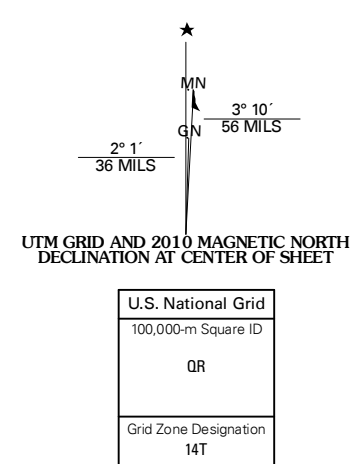 MN
3° 10´
56 MILS
GN
2° 1´
36 MILS
UTM GRID AND 2010 MAGNETIC NORTH
DECLINATION AT CENTER OF SHEET
U.S. National Grid
100,000-m Square ID
QR
Grid Zone Designation
14T